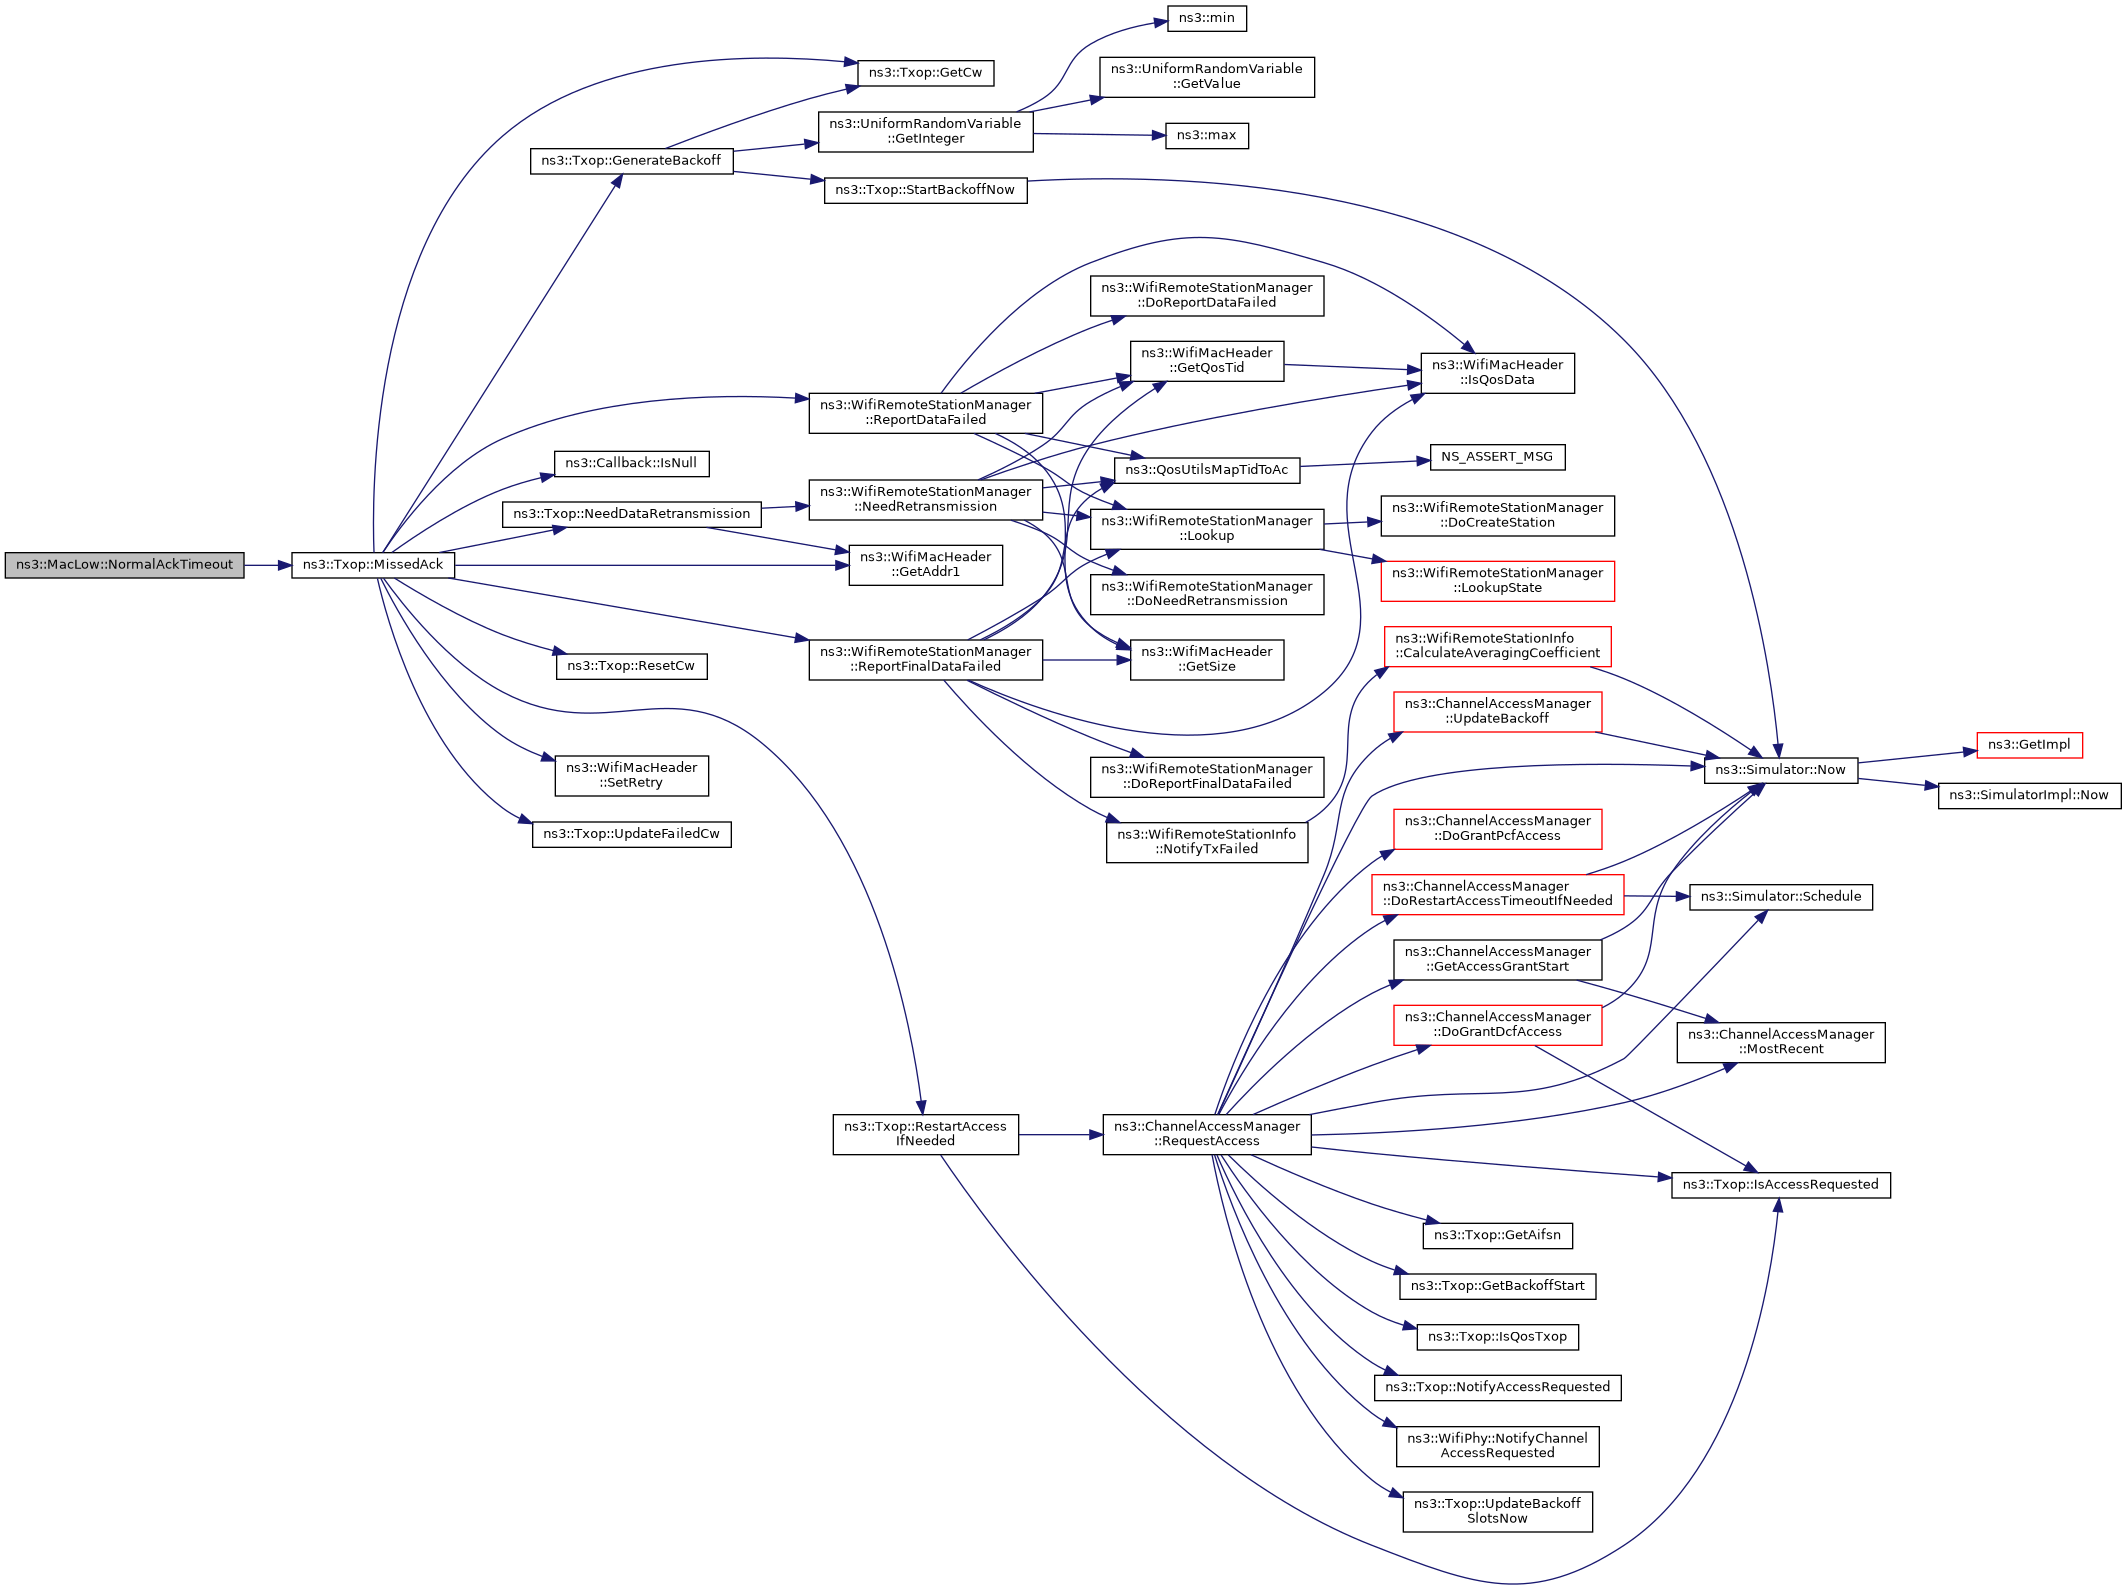 ns3::MacLow::NormalAckTimeout
ns3::Txop::MissedAck
ns3::Txop::GenerateBackoff
ns3::Callback::IsNull
ns3::Txop::NeedDataRetransmission
ns3::Txop::ResetCw
ns3::WifiMacHeader
::SetRetry
ns3::Txop::UpdateFailedCw
ns3::Txop::GetCw
ns3::UniformRandomVariable
::GetInteger
ns3::Txop::StartBackoffNow
ns3::WifiRemoteStationManager
::ReportDataFailed
ns3::WifiRemoteStationManager
::NeedRetransmission
ns3::WifiMacHeader
::GetAddr1
ns3::WifiRemoteStationManager
::ReportFinalDataFailed
ns3::Txop::RestartAccess
IfNeeded
ns3::min
ns3::UniformRandomVariable
::GetValue
ns3::max
ns3::WifiRemoteStationManager
::DoReportDataFailed
ns3::WifiMacHeader
::GetQosTid
ns3::QosUtilsMapTidToAc
ns3::WifiRemoteStationManager
::Lookup
ns3::WifiRemoteStationManager
::DoNeedRetransmission
ns3::WifiMacHeader
::GetSize
ns3::WifiRemoteStationManager
::DoReportFinalDataFailed
ns3::WifiRemoteStationInfo
::NotifyTxFailed
ns3::ChannelAccessManager
::RequestAccess
ns3::WifiMacHeader
::IsQosData
NS_ASSERT_MSG
ns3::WifiRemoteStationManager
::DoCreateStation
ns3::WifiRemoteStationManager
::LookupState
ns3::WifiRemoteStationInfo
::CalculateAveragingCoefficient
ns3::ChannelAccessManager
::UpdateBackoff
ns3::ChannelAccessManager
::DoGrantPcfAccess
ns3::ChannelAccessManager
::DoRestartAccessTimeoutIfNeeded
ns3::ChannelAccessManager
::GetAccessGrantStart
ns3::ChannelAccessManager
::DoGrantDcfAccess
ns3::Txop::GetAifsn
ns3::Txop::GetBackoffStart
ns3::Txop::IsQosTxop
ns3::Txop::NotifyAccessRequested
ns3::WifiPhy::NotifyChannel
AccessRequested
ns3::Txop::UpdateBackoff
SlotsNow
ns3::Simulator::Now
ns3::Simulator::Schedule
ns3::ChannelAccessManager
::MostRecent
ns3::Txop::IsAccessRequested
ns3::GetImpl
ns3::SimulatorImpl::Now